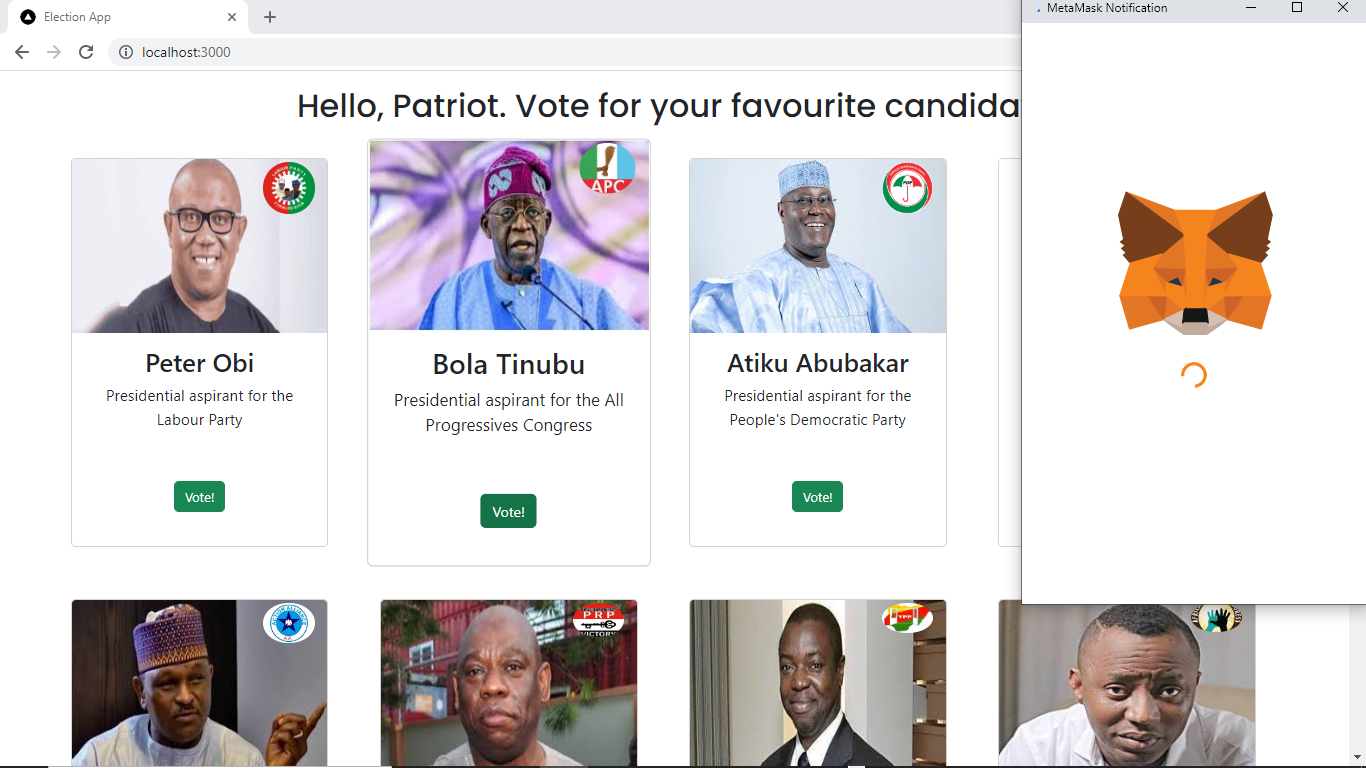 Election App
MetaMask Notification
localhost:3000
Hello, Patriot. Vote for your favourite candida
APC
PDP
Peter Obi
Presidential aspirant for the
Labour Party
Vote!
Bola Tinubu
Presidential aspirant for the All
Progressives Congress
Vote!
Atiku Abubakar
Presidential aspirant for the
People's Democratic Party
Vote!
PRP
VICTORY
YPP